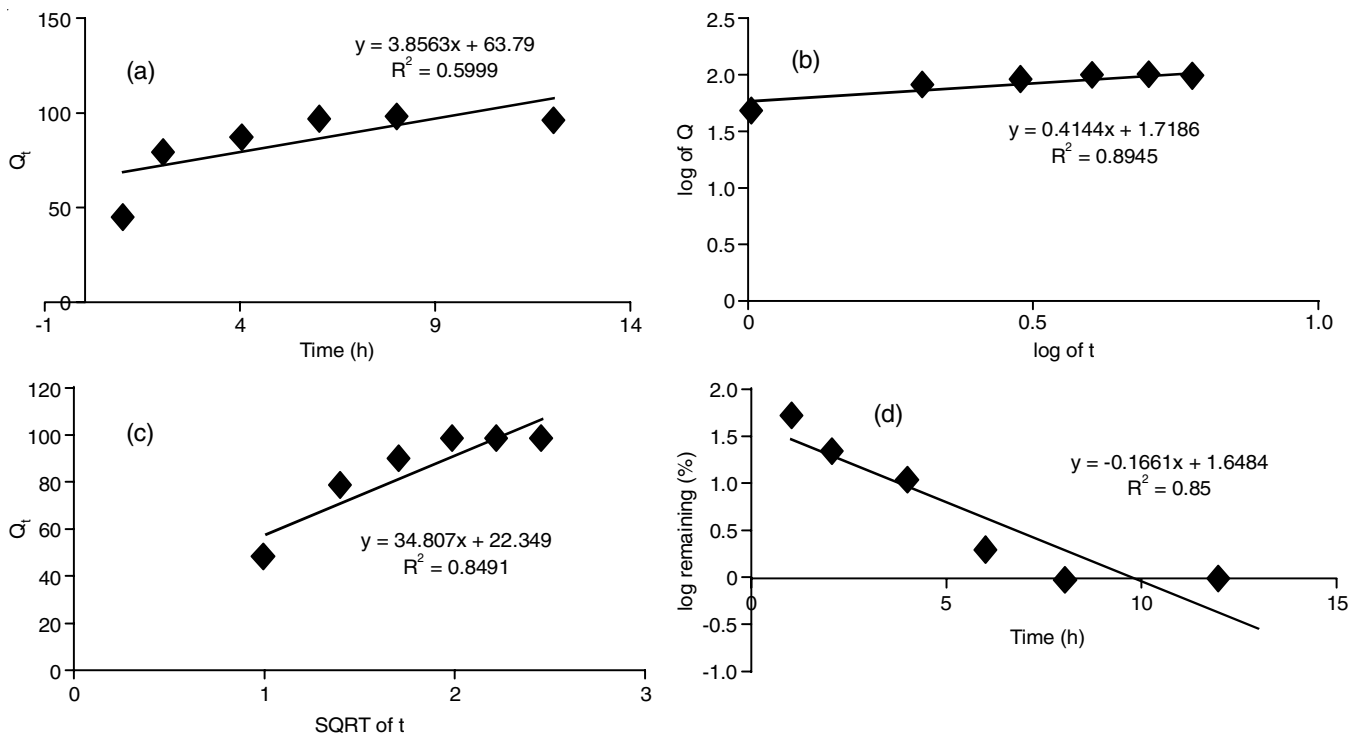 (a)
y = 3.8563x + 63.79
R² = 0.5999
150
100
50
0
Q_t
-1 4 9 14
Time (h)
(b)
y = 0.4144x + 1.7186
R² = 0.8945
2.5
2.0
1.5
1.0
0.5
0
log of Q
0 0.5 1.0
log of t
(c)
y = 34.807x + 22.349
R² = 0.8491
120
100
80
60
40
20
0
Q_t
0 1 2 3
SQRT of t
(d)
y = -0.1661x + 1.6484
R² = 0.85
2.0
1.5
1.0
0.5
0
-0.5
-1.0
log remaining (%)
0 5 10 15
Time (h)